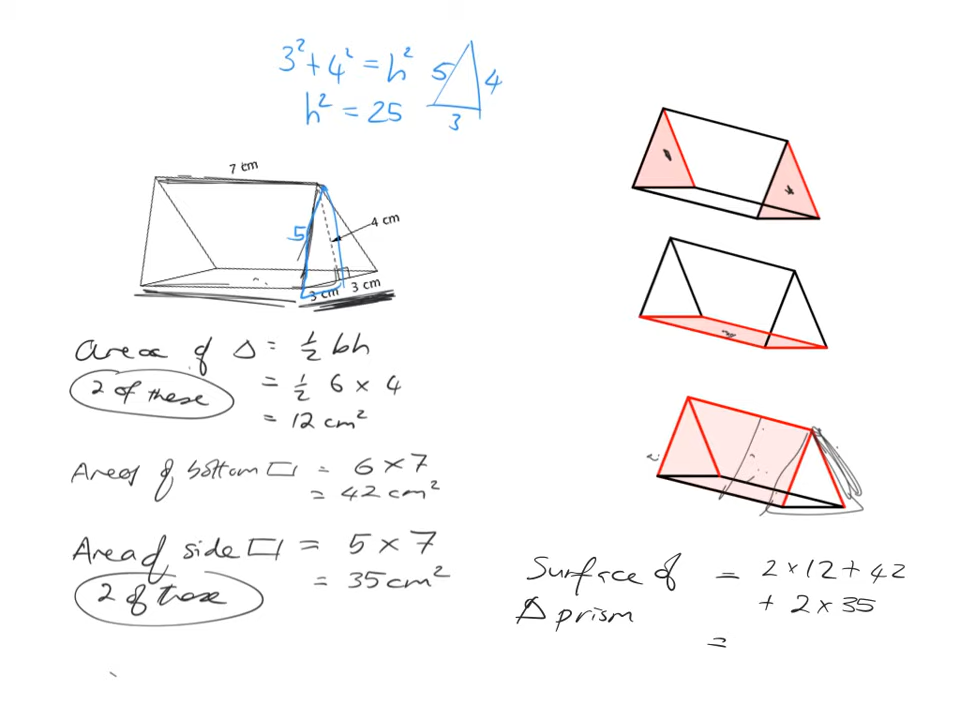 3² + 4² = h² 5 4
h² = 25 3
7 cm
5 4 cm
3 cm 3 cm
area of △ = ½ bh
2 of these = ½ 6 × 4
= 12 cm²
Area of bottom ▭ = 6 × 7
= 42 cm²
Area of side ▭ = 5 × 7
2 of these = 35 cm²
Surface of = 2 × 12 + 42
△ prism + 2 × 35
=